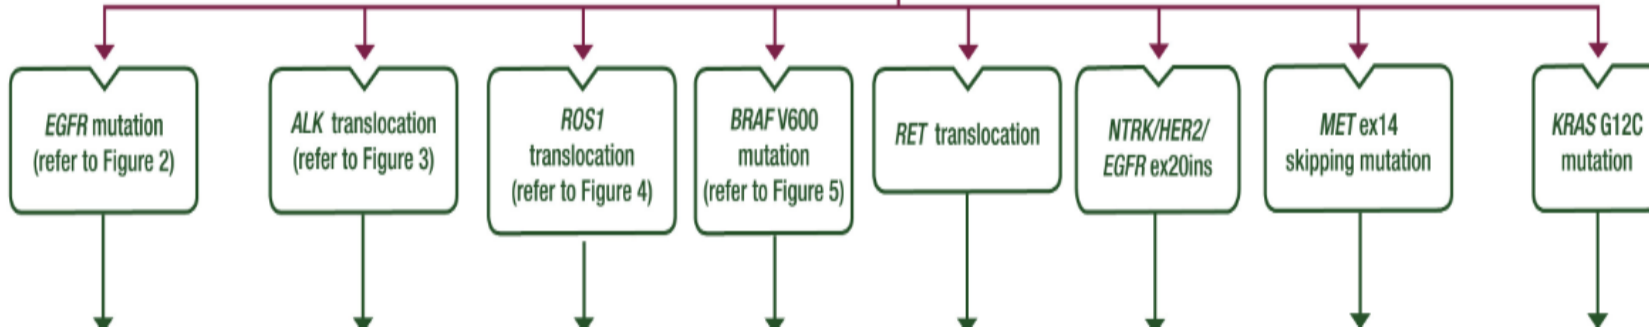 EGFR mutation
(refer to Figure 2)
ALK translocation
(refer to Figure 3)
ROS1
translocation
(refer to Figure 4)
BRAF V600
mutation
(refer to Figure 5)
RET translocation
NTRK/HER2/
EGFR ex20ins
MET ex14
skipping mutation
KRAS G12C
mutation